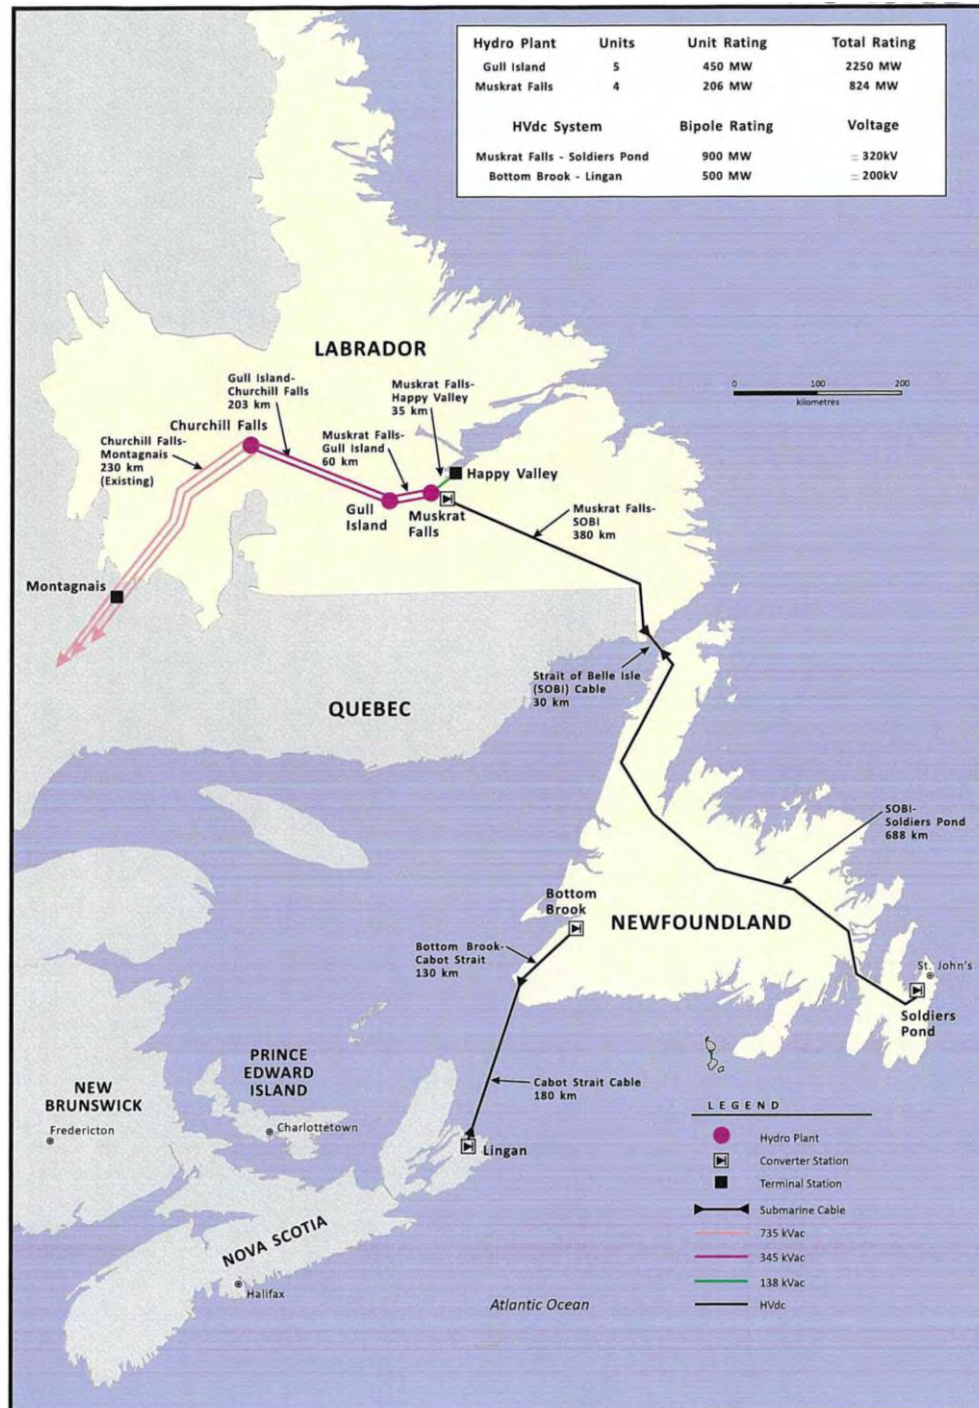 Hydro Plant Units Unit Rating Total Rating
Gull Island 5 450 MW 2250 MW
Muskrat Falls 4 206 MW 824 MW
HVdc System Bipole Rating Voltage
Muskrat Falls - Soldiers Pond 900 MW 320kV
Bottom Brook - Lingan 500 MW 200kV
LABRADOR
Gull Island-
Churchill Falls
203 km
Muskrat Falls-
Happy Valley
35 km
0 100 200
kilometres
Churchill Falls
Churchill Falls-
Montagnais
230 km
(Existing)
Muskrat Falls-
Gull Island
60 km
Happy Valley
Gull
Island
Muskrat
Falls
Muskrat Falls-
SOBI
380 km
Montagnais
Strait of Belle Isle
(SOBI) Cable
30 km
QUEBEC
SOBI-
Soldiers Pond
688 km
Bottom
Brook
NEWFOUNDLAND
Bottom Brook-
Cabot Strait
130 km
St. John's
Soldiers
Pond
PRINCE
EDWARD
ISLAND
NEW
BRUNSWICK
Fredericton
Charlottetown
Cabot Strait Cable
180 km
Lingan
NOVA SCOTIA
Halifax
Atlantic Ocean
LEGEND
Hydro Plant
Converter Station
Terminal Station
Submarine Cable
735 kVac
345 kVac
138 kVac
HVdc